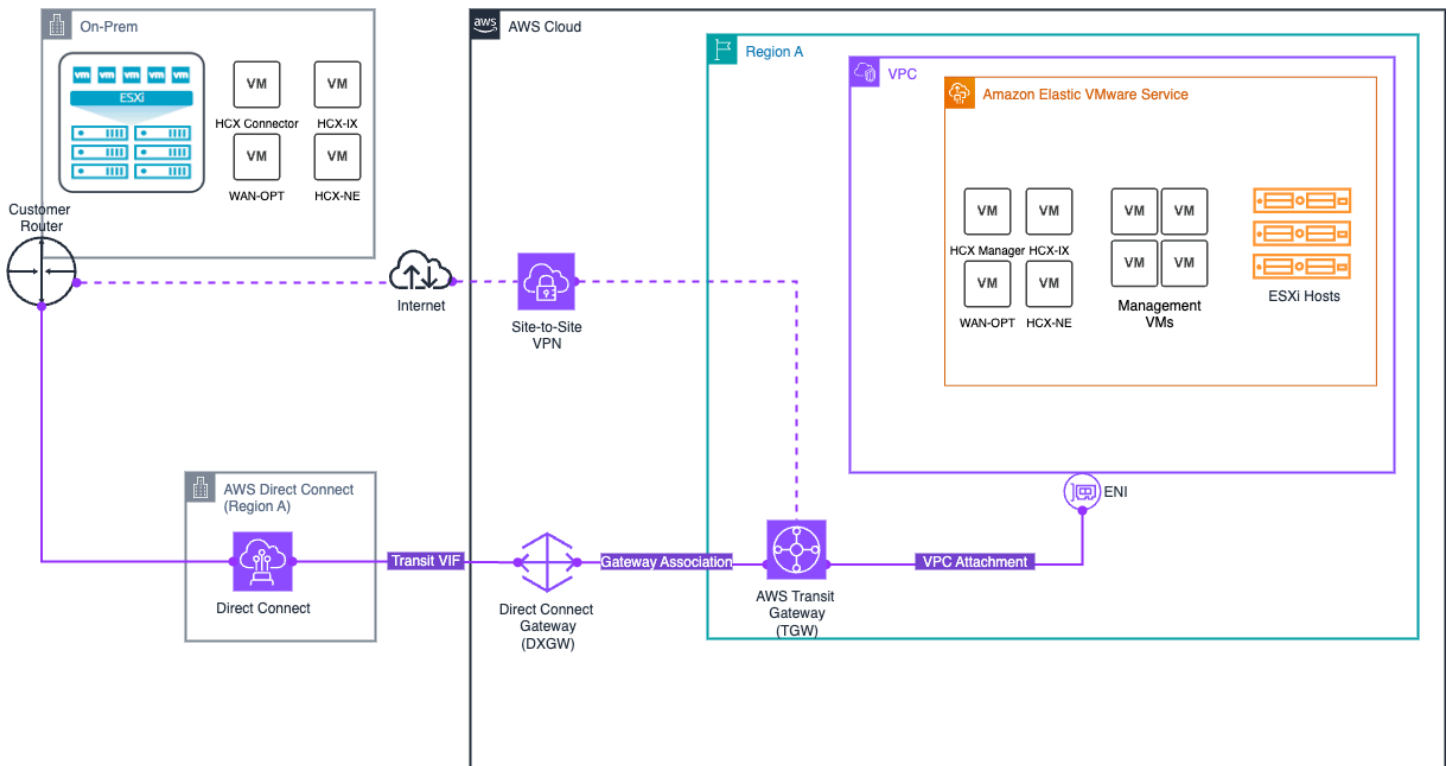 On-Prem
vm vm vm vm vm
ESXi
VM
VM
HCX Connector
HCX-IX
VM
VM
WAN-OPT
HCX-NE
Customer
Router
Internet
aws
AWS Cloud
Site-to-Site
VPN
Region A
VPC
Amazon Elastic VMware Service
VM
VM
HCX Manager
HCX-IX
VM
VM
WAN-OPT
HCX-NE
VM
VM
VM
VM
Management
VMs
ESXi Hosts
ENI
AWS Direct Connect
(Region A)
Direct Connect
Transit VIF
Direct Connect
Gateway
(DXGW)
Gateway Association
AWS Transit
Gateway
(TGW)
VPC Attachment